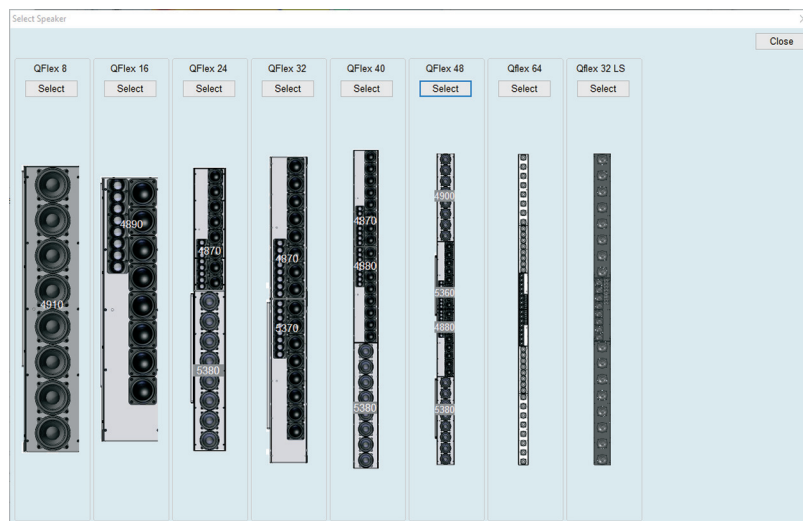 Select Speaker
Close
QFlex 8
QFlex 16
QFlex 24
QFlex 32
QFlex 40
QFlex 48
Qflex 64
Qflex 32 LS
Select
Select
Select
Select
Select
Select
Select
Select
4910
4890
4870
5380
4870
5370
4870
4880
5380
4900
5360
4880
5380